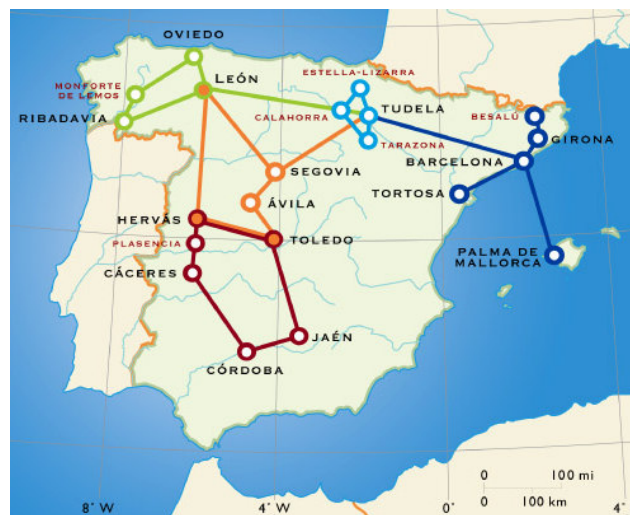 OVIEDO
LEÓN
ESTELLA-LIZARRA
MONFORTE
DE LEMOS
RIBADAVIA
CALAHORRA
TUDELA
BESALÚ
TARAZONA
GIRONA
BARCELONA
SEGOVIA
TORTOSA
ÁVILA
HERVÁS
PLASENCIA
TOLEDO
CÁCERES
PALMA DE
MALLORCA
JAÉN
CÓRDOBA
0 100 mi
0 100 km
8° W
4° W
0°
4°